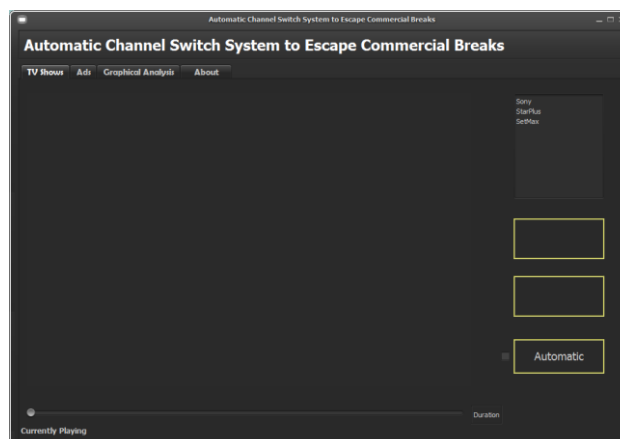 Automatic Channel Switch System to Escape Commercial Breaks
Automatic Channel Switch System to Escape Commercial Breaks
TV Shows Ads Graphical Analysis About
Sony
StarPlus
SetMax
Automatic
Duration
Currently Playing